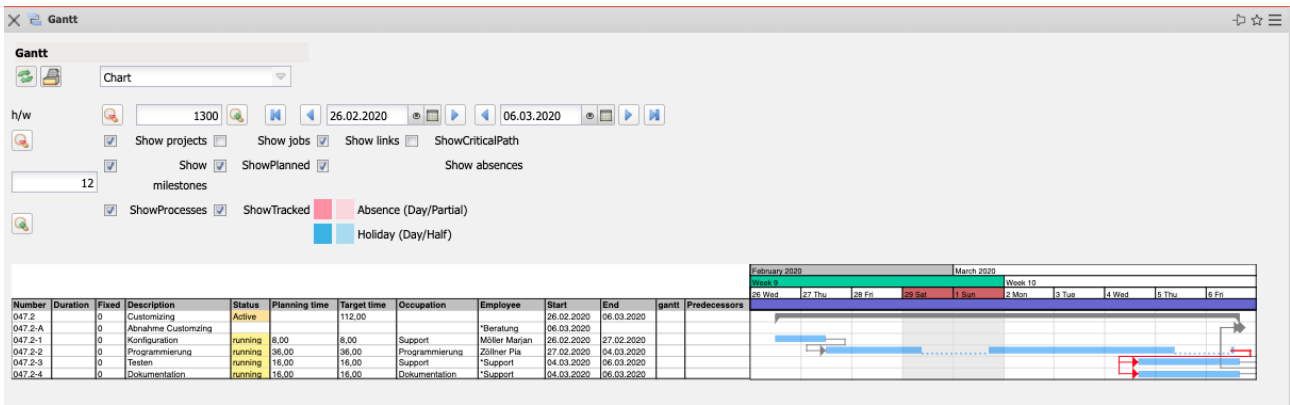 Gantt
Gantt
Chart
h/w 1300 26.02.2020 06.03.2020
Show projects Show jobs Show links ShowCriticalPath
Show milestones ShowPlanned Show absences
12
ShowProcesses ShowTracked Absence (Day/Partial)
Holiday (Day/Half)
February 2020 March 2020
Week 9 Week 10
26 Wed 27 Thu 28 Fri 29 Sat 1 Sun 2 Mon 3 Tue 4 Wed 5 Thu 6 Fri
Number Duration Fixed Description Status Planning time Target time Occupation Employee Start End gantt Predecessors
047.2 0 Customizing Active 112,00 26.02.2020 06.03.2020
047.2-A 0 Abnahme Customzing *Beratung 06.03.2020
047.2-1 0 Konfiguration running 8,00 8,00 Support Möller Marjan 26.02.2020 27.02.2020
047.2-2 0 Programmierung running 36,00 36,00 Programmierung Zöllner Pia 27.02.2020 04.03.2020
047.2-3 0 Testen running 16,00 16,00 Support *Support 04.03.2020 06.03.2020
047.2-4 0 Dokumentation running 16,00 16,00 Dokumentation *Support 04.03.2020 06.03.2020